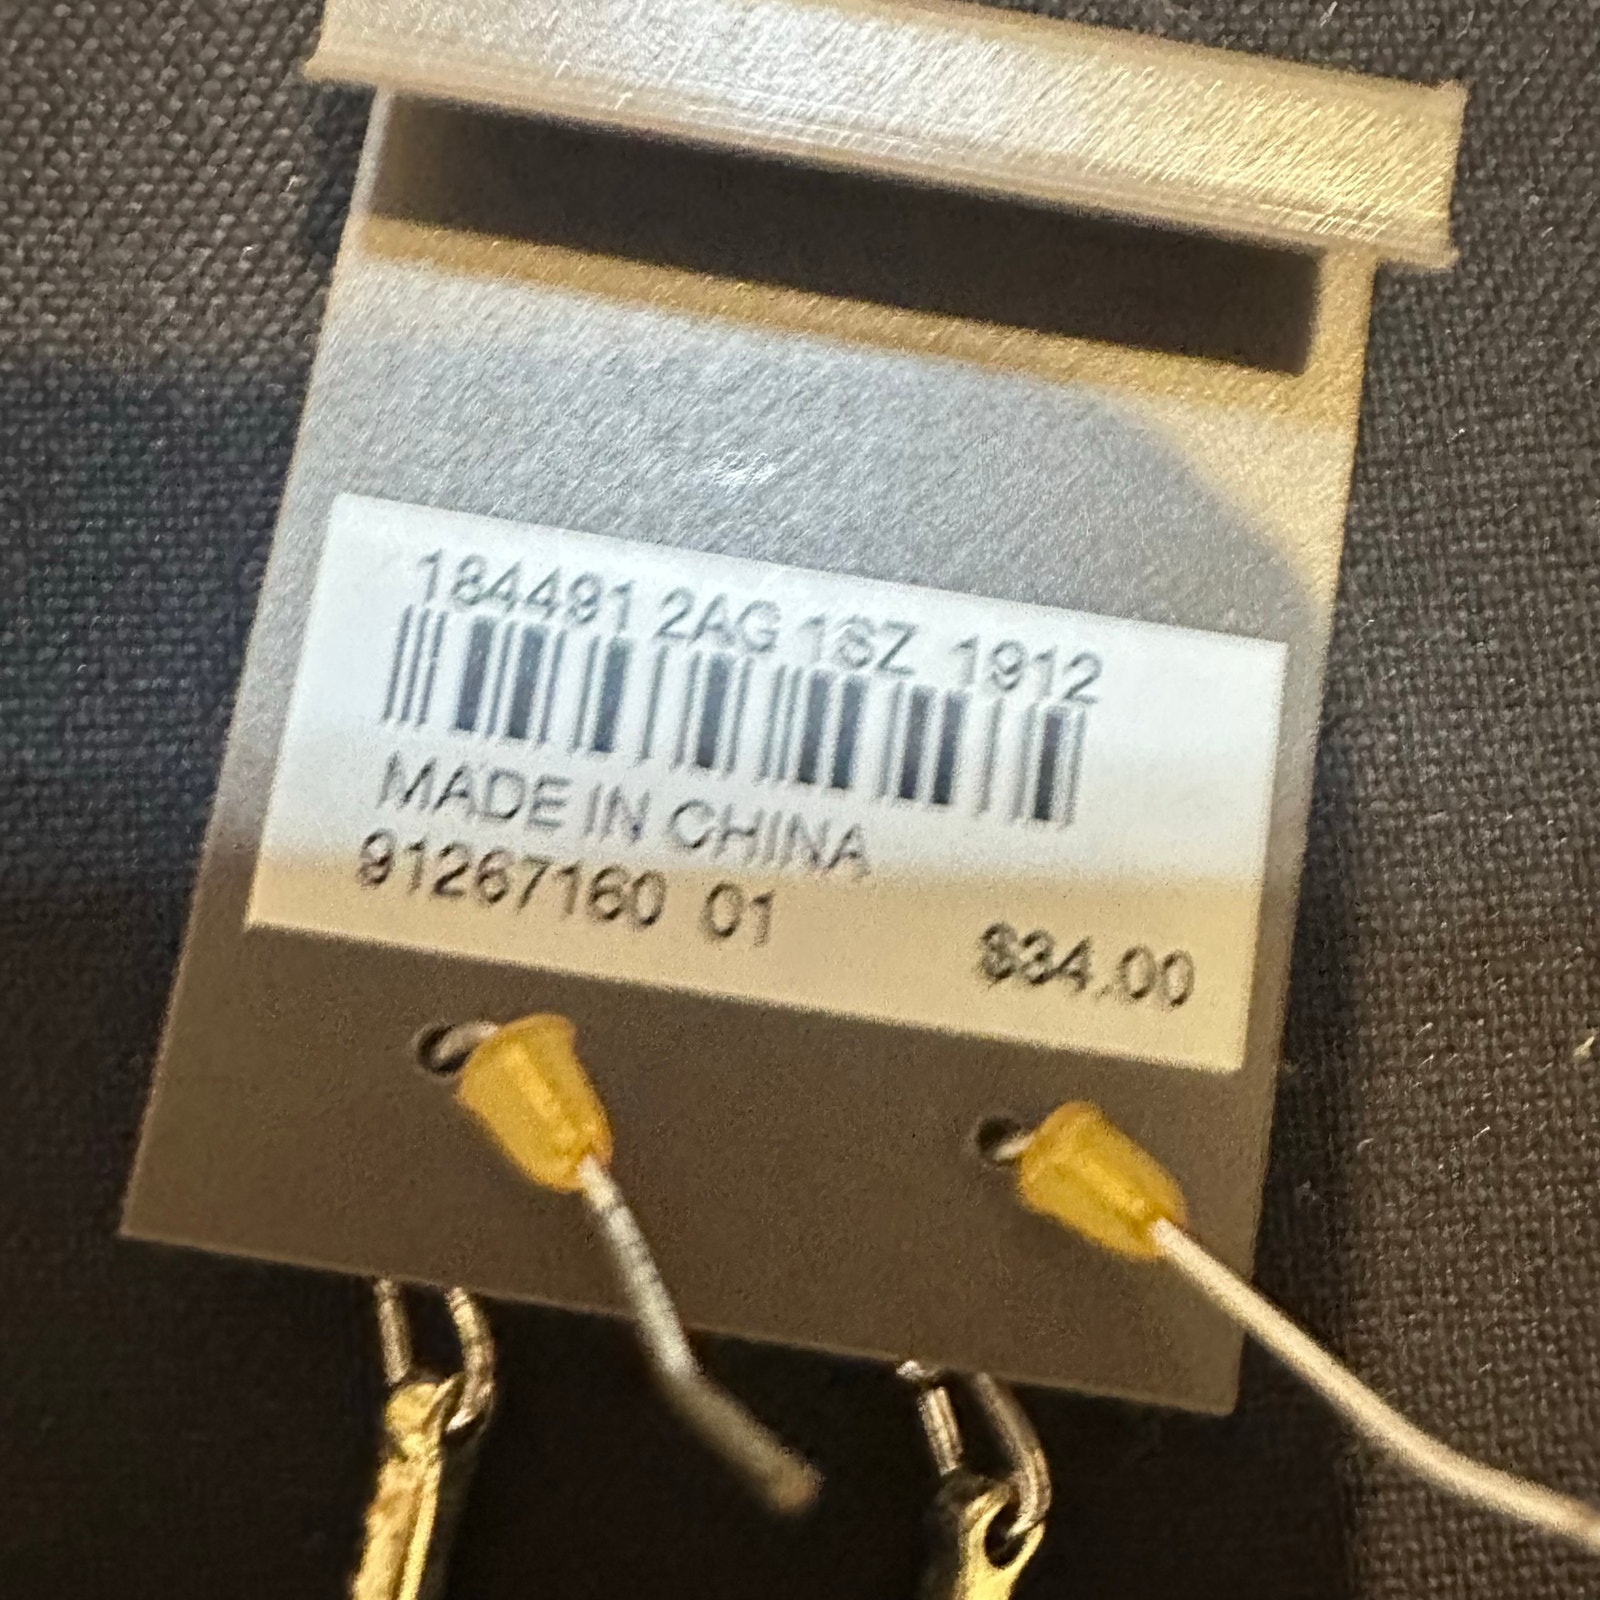 184491 2AG 1SZ 1912
MADE IN CHINA
91267160 01
$34.00